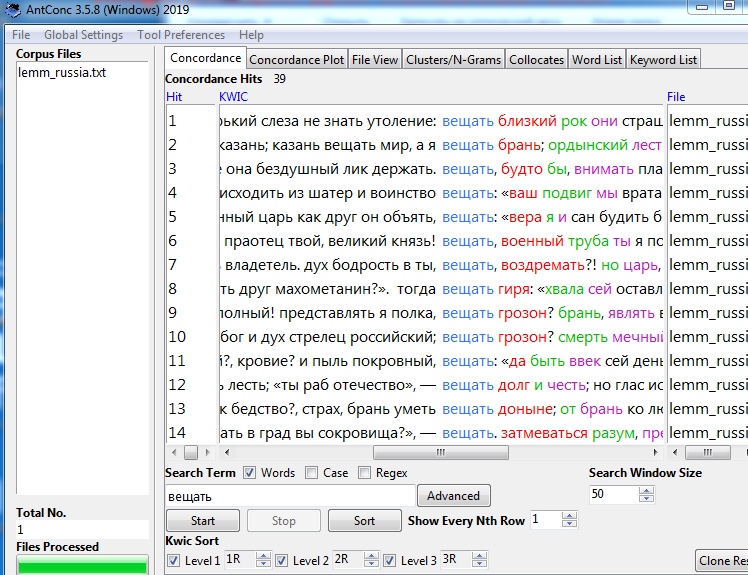 AntConc 3.5.8 (Windows) 2019
File Global Settings Tool Preferences Help
Corpus Files
lemm_russia.txt
Concordance Concordance Plot File View Clusters/N-Grams Collocates Word List Keyword List
Concordance Hits 39
Hit KWIC File
1 рький слеза не знать утоление: вещать близкий рок они страш lemm_russi
2 казань; казань вещать мир, а я вещать брань; ордынский лест lemm_russi
3 е она бездушный лик держать. вещать, будто бы, внимать пла lemm_russi
4 исходить из шатер и воинство вещать: «ваш подвиг мы врата lemm_russi
5 нный царь как друг он объять, вещать: «вера я и сан будить б lemm_russi
6 праотец твой, великий князь! вещать, военный труба ты я по lemm_russi
7 владетель. дух бодрость в ты, вещать, воздремать?! но царь, lemm_russi
8 ть друг махометанин?». тогда вещать гиря: «хвала сей оставл lemm_russi
9 полный! представлять я полка, вещать грозон? брань, являть в lemm_russi
10 бог и дух стрелец российский; вещать грозон? смерть мечный lemm_russi
11 й?, кровие? и пыль покровный, вещать: «да быть ввек сей день lemm_russi
12 ь лесть; «ты раб отечество», — вещать долг и честь; но глас ис lemm_russi
13 к бедство?, страх, брань уметь вещать доныне; от брань ко лю lemm_russi
14 ать в град вы сокровища?», — вещать. затмеваться разум, пре lemm_russi
Search Term Words Case Regex Search Window Size
вещать Advanced 50
Start Stop Sort Show Every Nth Row 1
Total No.
1
Files Processed
Kwic Sort
Level 1 1R Level 2 2R Level 3 3R Clone Res